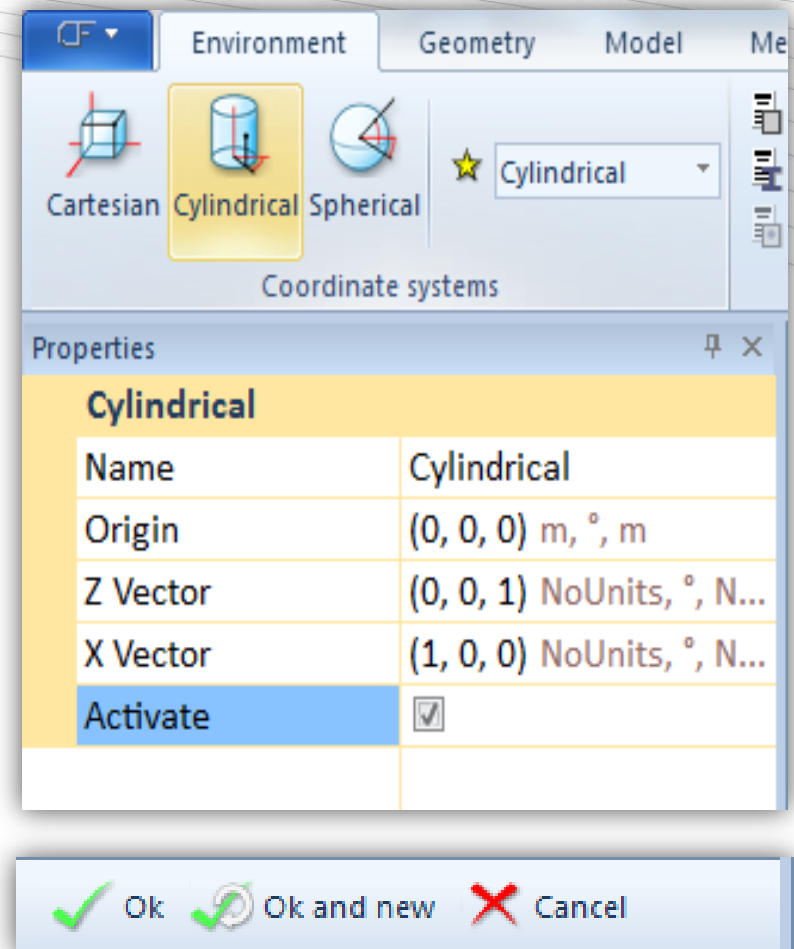 Environment Geometry Model Me
Cartesian Cylindrical Spherical Cylindrical
Coordinate systems
Properties
Cylindrical
Name Cylindrical
Origin (0, 0, 0) m, °, m
Z Vector (0, 0, 1) NoUnits, °, N...
X Vector (1, 0, 0) NoUnits, °, N...
Activate
Ok Ok and new Cancel